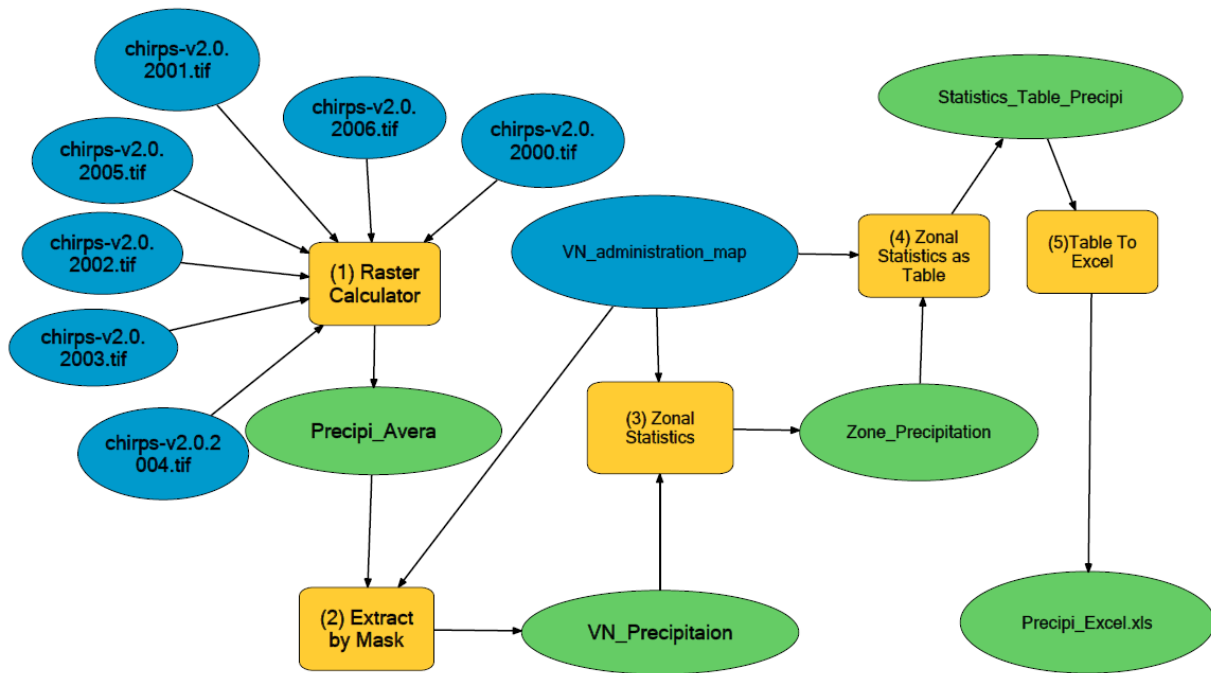 chirps-v2.0.
2001.tif
chirps-v2.0.
2006.tif
chirps-v2.0.
2000.tif
chirps-v2.0.
2005.tif
chirps-v2.0.
2002.tif
chirps-v2.0.
2003.tif
chirps-v2.0.2
004.tif
(1) Raster
Calculator
Precipi_Avera
(2) Extract
by Mask
VN_administration_map
(3) Zonal
Statistics
VN_Precipitaion
Zone_Precipitation
(4) Zonal
Statistics as
Table
Statistics_Table_Precipi
(5)Table To
Excel
Precipi_Excel.xls